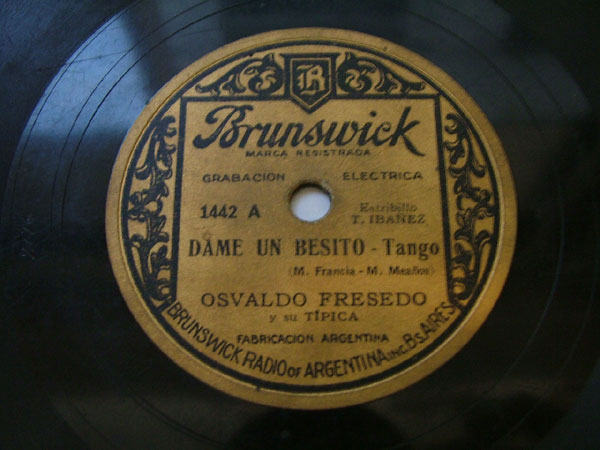 B
Brunswick
MARCA REGISTRADA
GRABACION ELECTRICA
1442 A
Estribillo
T. IBAÑEZ
DAME UN BESITO - Tango
(M. Francia - M. Meaños)
OSVALDO FRESEDO
y su TÍPICA
FABRICACION ARGENTINA
BRUNSWICK RADIO OF ARGENTINA INC. Bs. AIRES